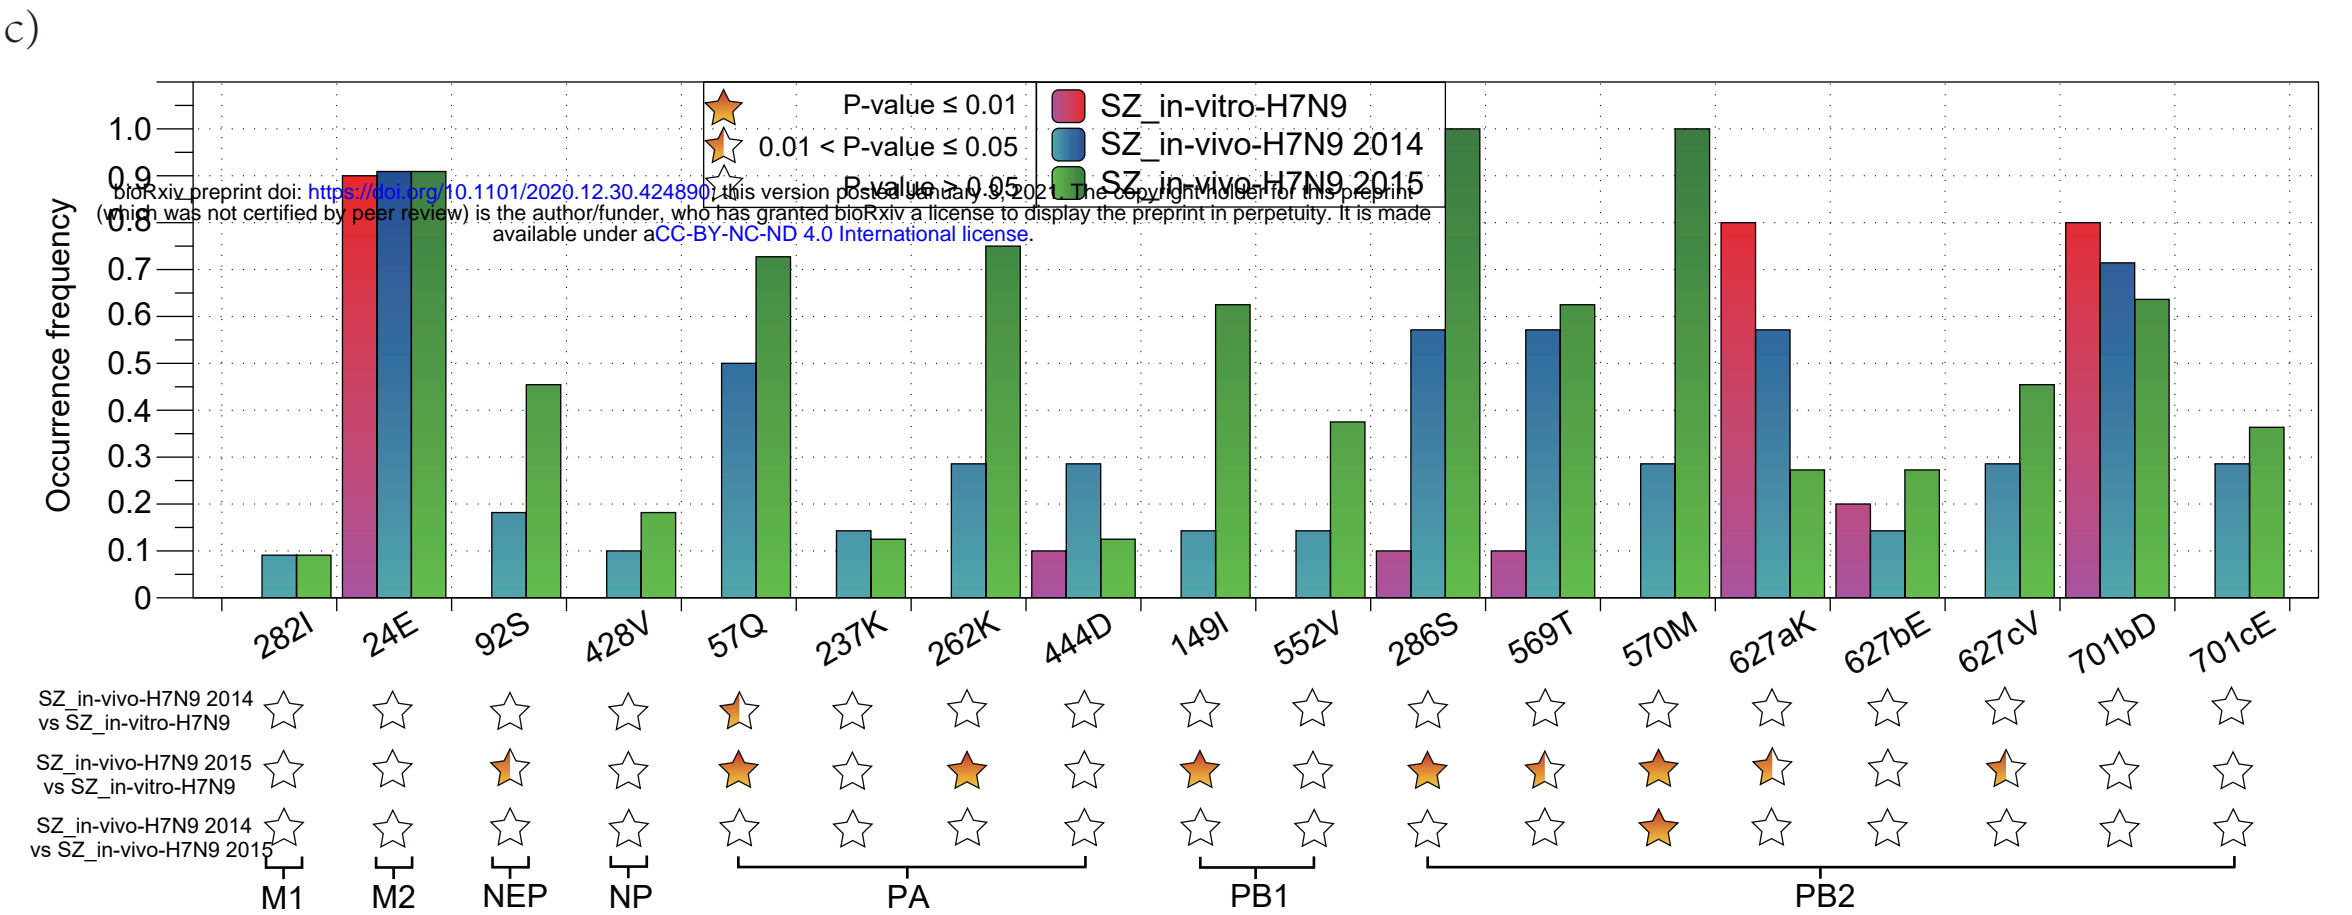 c)
P-value ≤ 0.01
0.01 < P-value ≤ 0.05
P-value > 0.05
SZ_in-vitro-H7N9
SZ_in-vivo-H7N9 2014
SZ_in-vivo-H7N9 2015
bioRxiv preprint doi: https://doi.org/10.1101/2020.12.30.424890; this version posted January 3, 2021. The copyright holder for this preprint
(which was not certified by peer review) is the author/funder, who has granted bioRxiv a license to display the preprint in perpetuity. It is made
available under aCC-BY-NC-ND 4.0 International license.
Occurrence frequency
1.0
0.9
0.8
0.7
0.6
0.5
0.4
0.3
0.2
0.1
0
282I 24E 92S 428V 57Q 237K 262K 444D 149I 552V 286S 569T 570M 627aK 627bE 627cV 701bD 701cE
SZ_in-vivo-H7N9 2014
vs SZ_in-vitro-H7N9
SZ_in-vivo-H7N9 2015
vs SZ_in-vitro-H7N9
SZ_in-vivo-H7N9 2014
vs SZ_in-vivo-H7N9 2015
M1 M2 NEP NP PA PB1 PB2